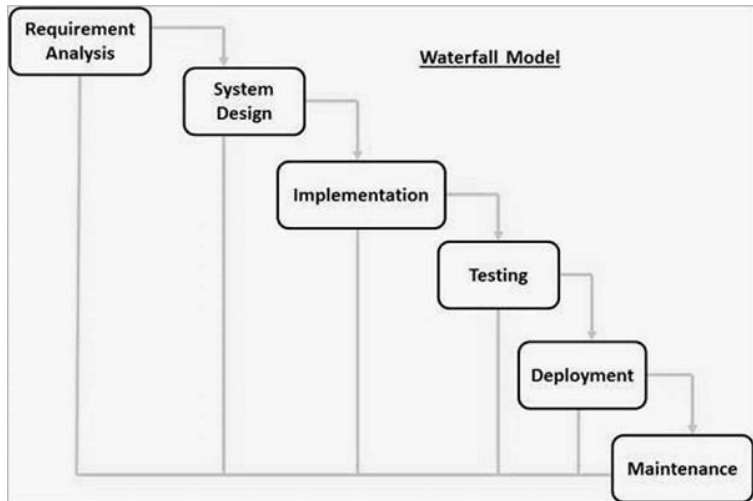 Requirement
Analysis
Waterfall Model
System
Design
Implementation
Testing
Deployment
Maintenance